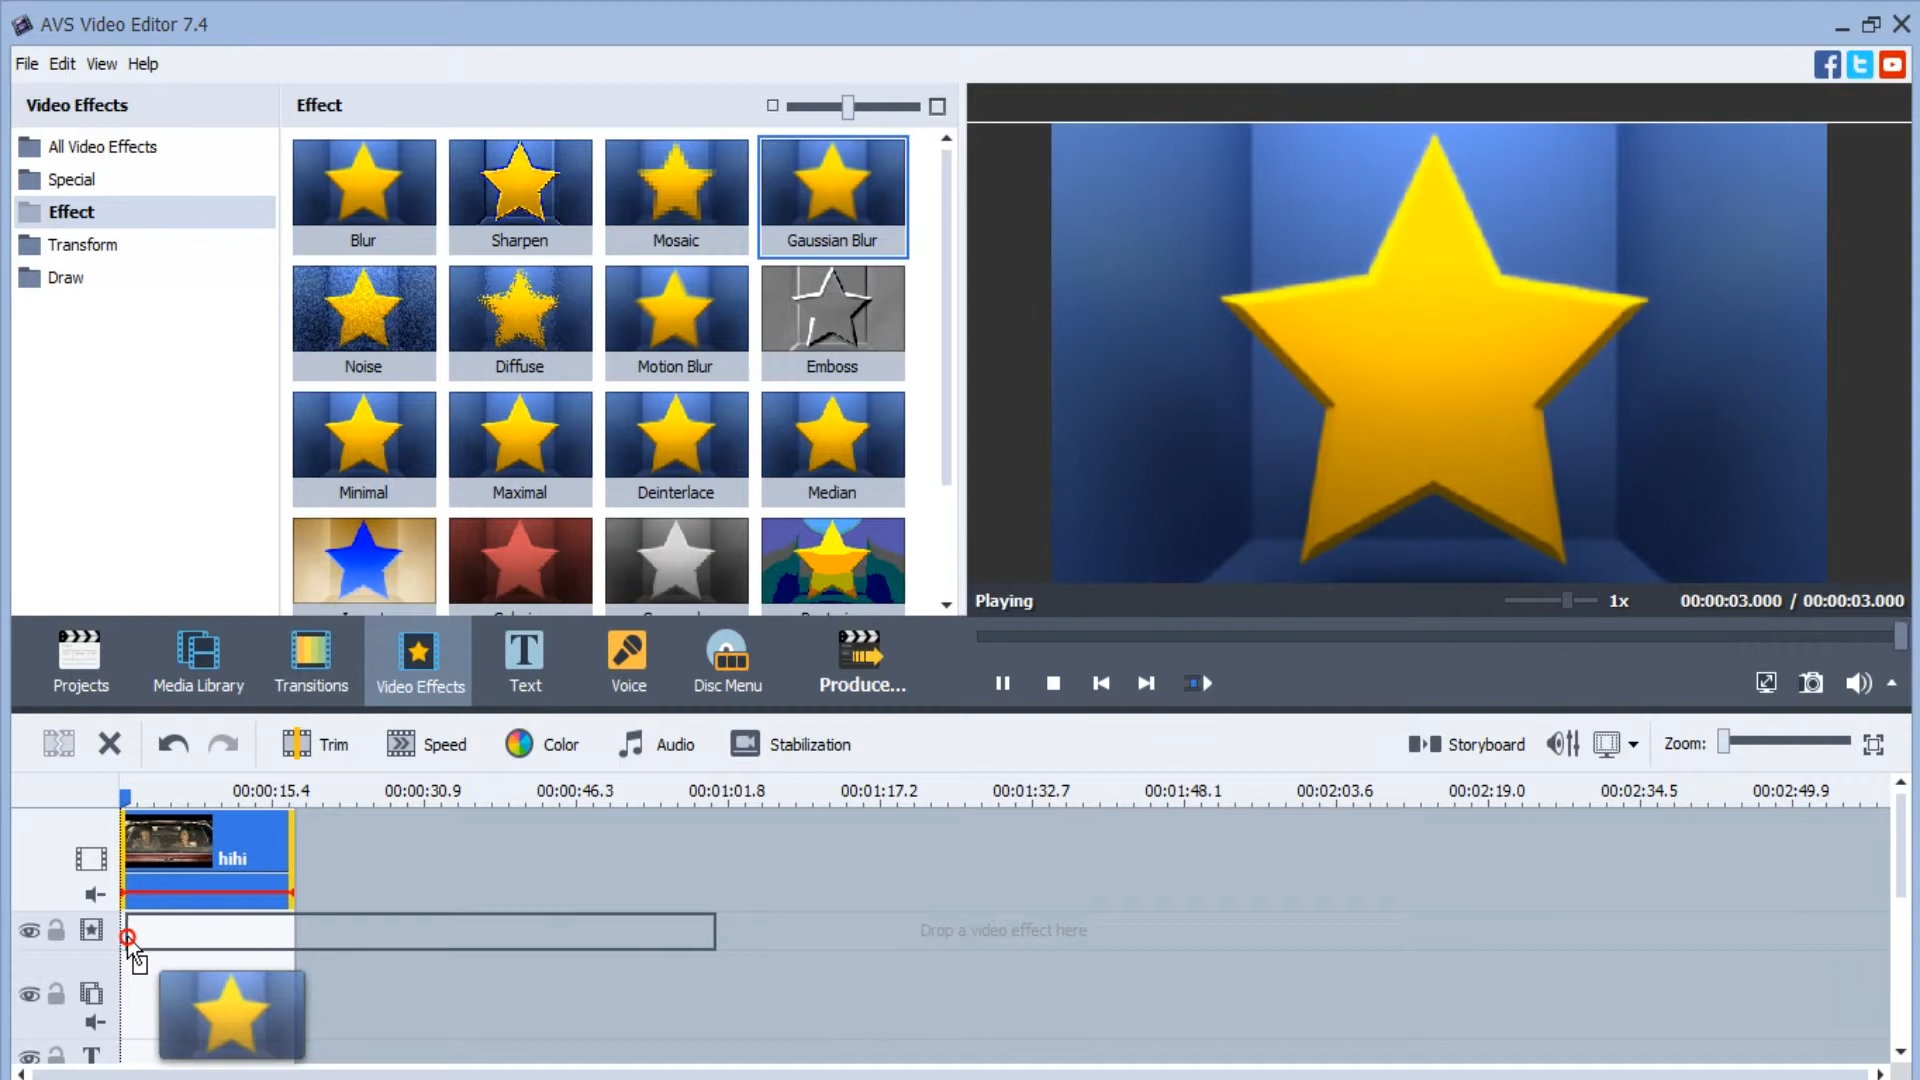 AVS Video Editor 7.4
File Edit View Help
Video Effects
Effect
All Video Effects
Special
Effect
Transform
Draw
Blur Sharpen Mosaic Gaussian Blur
Noise Diffuse Motion Blur Emboss
Minimal Maximal Deinterlace Median
Playing 1x 00:00:03.000 / 00:00:03.000
Projects Media Library Transitions Video Effects Text Voice Disc Menu Produce...
Trim Speed Color Audio Stabilization Storyboard Zoom:
00:00:15.4 00:00:30.9 00:00:46.3 00:01:01.8 00:01:17.2 00:01:32.7 00:01:48.1 00:02:03.6 00:02:19.0 00:02:34.5 00:02:49.9
hihi
Drop a video effect here